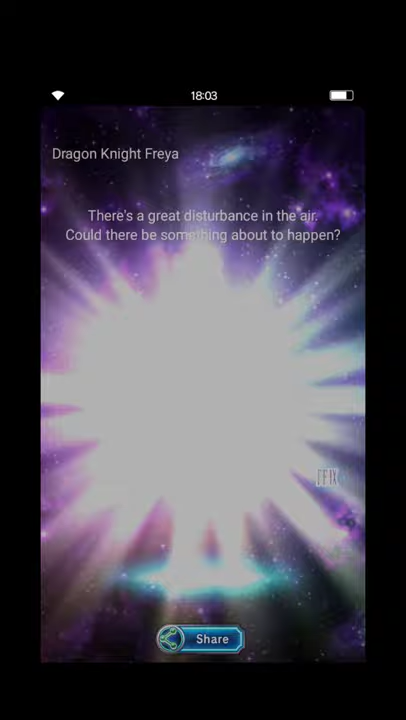 18:03
Dragon Knight Freya
There's a great disturbance in the air.
Could there be something about to happen?
FFIX
Share